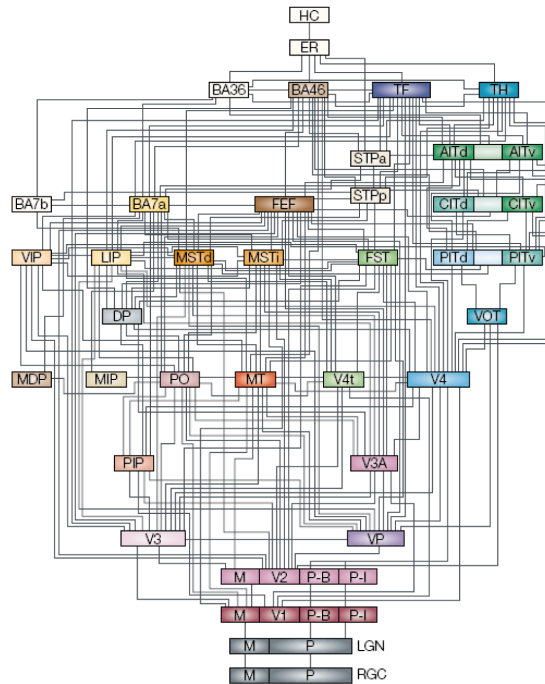 HC
ER
BA36 BA46 TF TH
STPa AITd AITv
BA7b BA7a FEF STPp CITd CITv
VIP LIP MSTd MSTi FST PITd PITv
DP VOT
MDP MIP PO MT V4t V4
PIP V3A
V3 VP
M V2 P-B P-I
M V1 P-B P-I
M P LGN
M P RGC